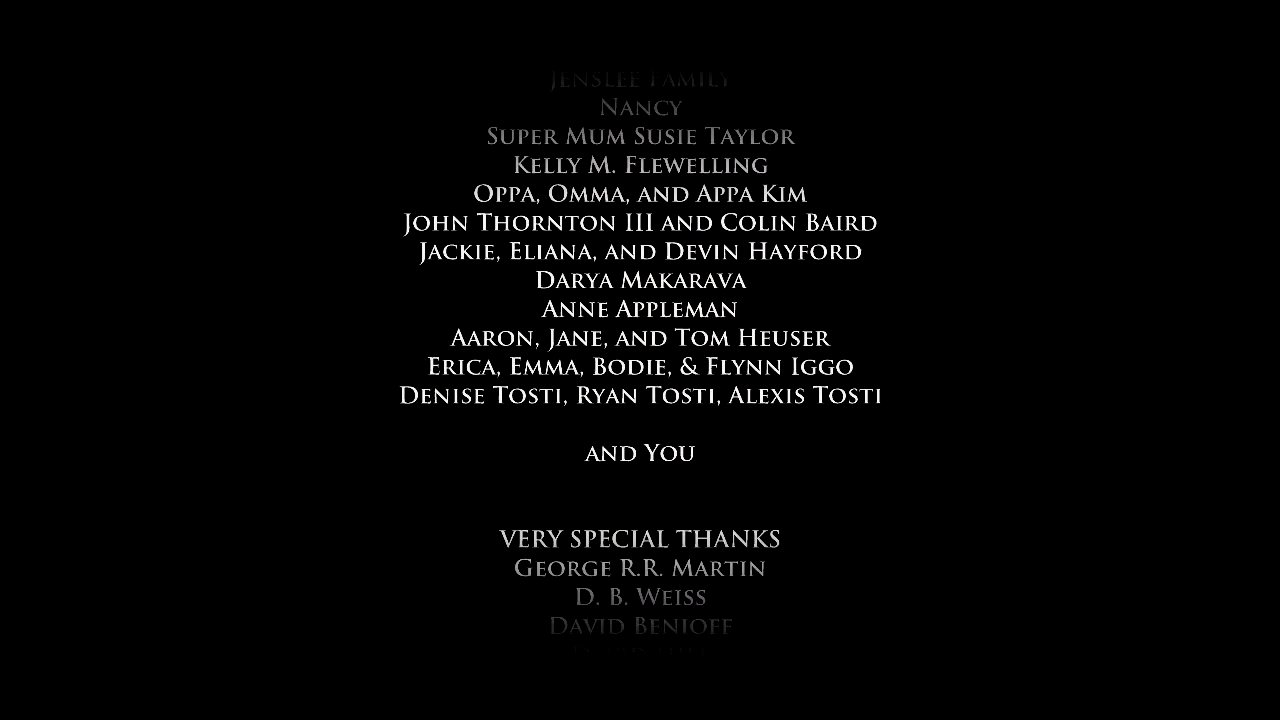 Jenslee Family
Nancy
Super Mum Susie Taylor
Kelly M. Flewelling
Oppa, Omma, and Appa Kim
John Thornton III and Colin Baird
Jackie, Eliana, and Devin Hayford
Darya Makarava
Anne Appleman
Aaron, Jane, and Tom Heuser
Erica, Emma, Bodie, & Flynn Iggo
Denise Tosti, Ryan Tosti, Alexis Tosti
and You
VERY SPECIAL THANKS
George R.R. Martin
D. B. Weiss
David Benioff